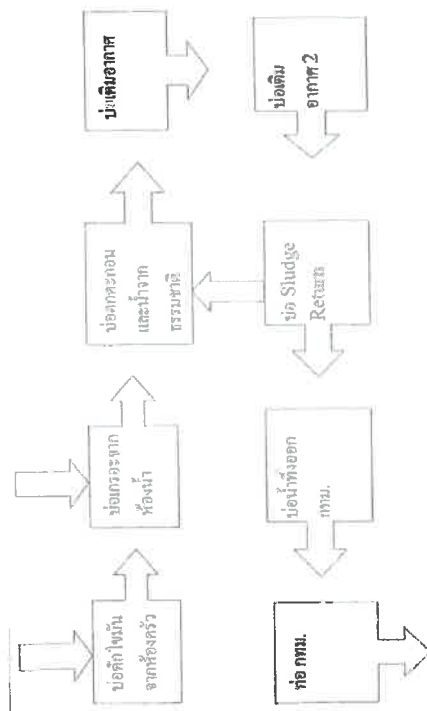 บ่อดักไขมัน
จากห้องครัว
บ่อเกรอะจาก
ห้องน้ำ
บ่อตกตะกอน
และน้ำจาก
ธรรมชาติ
บ่อเติมอากาศ
บ่อเติม
อากาศ 2
บ่อ Sludge
Return
บ่อน้ำทิ้งออก
กทม.
ท่อ กทม.